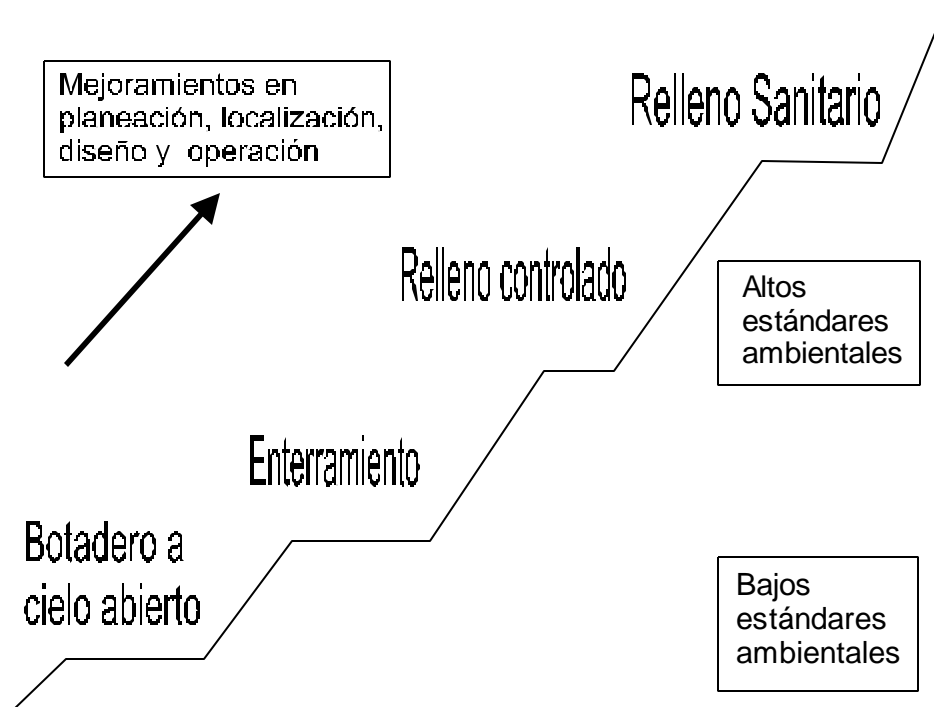 Mejoramientos en
planeación, localización,
diseño y operación
Relleno Sanitario
Relleno controlado
Altos
estándares
ambientales
Enterramiento
Botadero a
cielo abierto
Bajos
estándares
ambientales